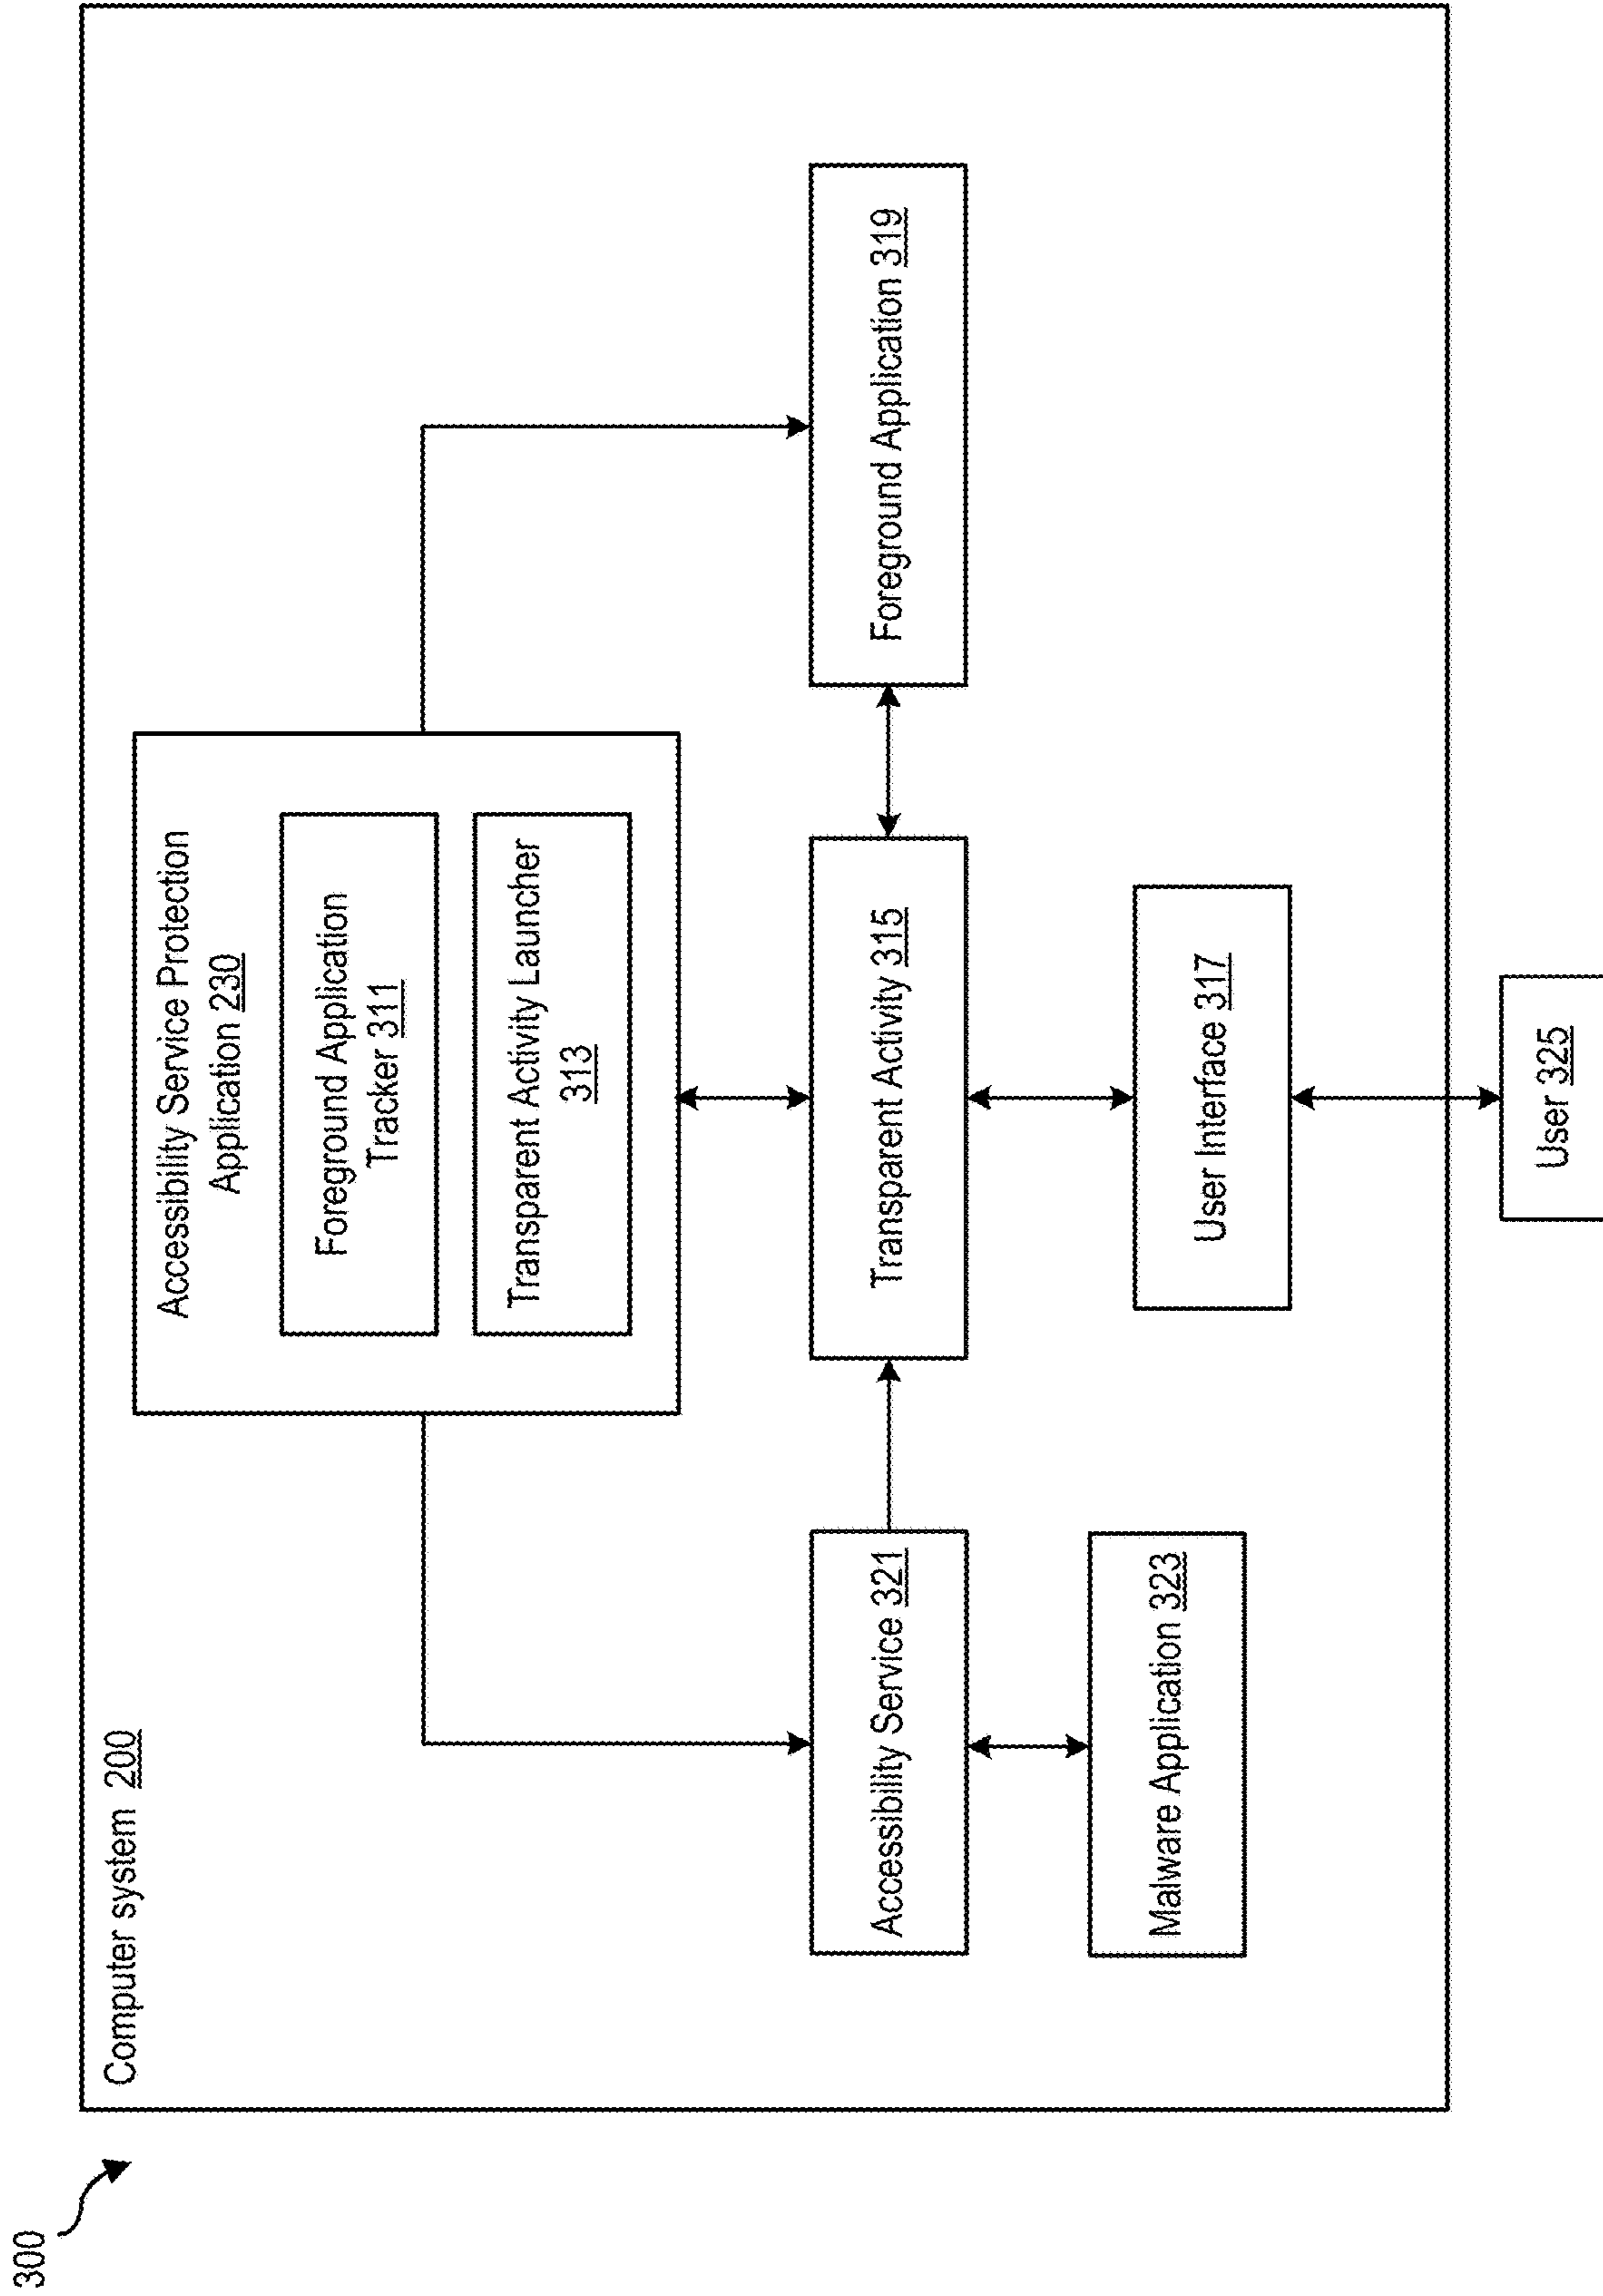 300
Computer system 200
Accessibility Service Protection
Application 230
Foreground Application
Tracker 311
Transparent Activity Launcher
313
Accessibility Service 321
Transparent Activity 315
Foreground Application 319
Malware Application 323
User Interface 317
User 325